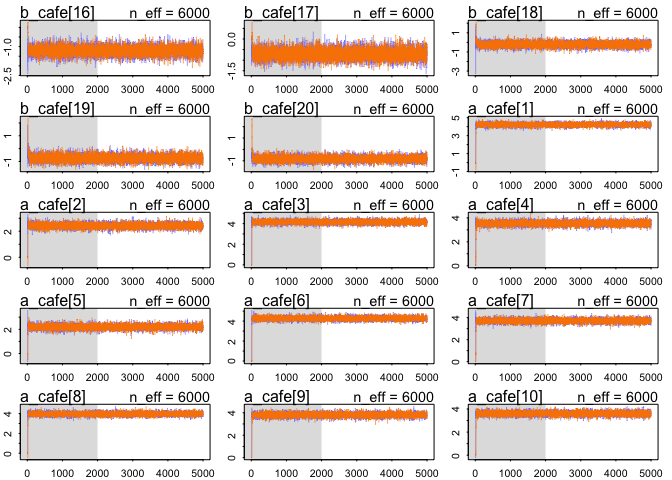 b_cafe[16] n_eff = 6000
-1.0
-2.5
0 1000 2000 3000 4000 5000
b_cafe[17] n_eff = 6000
0.0
-1.5
0 1000 2000 3000 4000 5000
b_cafe[18] n_eff = 6000
1
-1
-3
0 1000 2000 3000 4000 5000
b_cafe[19] n_eff = 6000
1
-1
0 1000 2000 3000 4000 5000
b_cafe[20] n_eff = 6000
1
-1
0 1000 2000 3000 4000 5000
a_cafe[1] n_eff = 6000
5
3
1
-1
0 1000 2000 3000 4000 5000
a_cafe[2] n_eff = 6000
2
0
0 1000 2000 3000 4000 5000
a_cafe[3] n_eff = 6000
4
2
0
0 1000 2000 3000 4000 5000
a_cafe[4] n_eff = 6000
4
2
0
0 1000 2000 3000 4000 5000
a_cafe[5] n_eff = 6000
2
0
0 1000 2000 3000 4000 5000
a_cafe[6] n_eff = 6000
4
2
0
0 1000 2000 3000 4000 5000
a_cafe[7] n_eff = 6000
4
2
0
0 1000 2000 3000 4000 5000
a_cafe[8] n_eff = 6000
4
2
0
0 1000 2000 3000 4000 5000
a_cafe[9] n_eff = 6000
4
2
0
0 1000 2000 3000 4000 5000
a_cafe[10] n_eff = 6000
4
2
0
0 1000 2000 3000 4000 5000